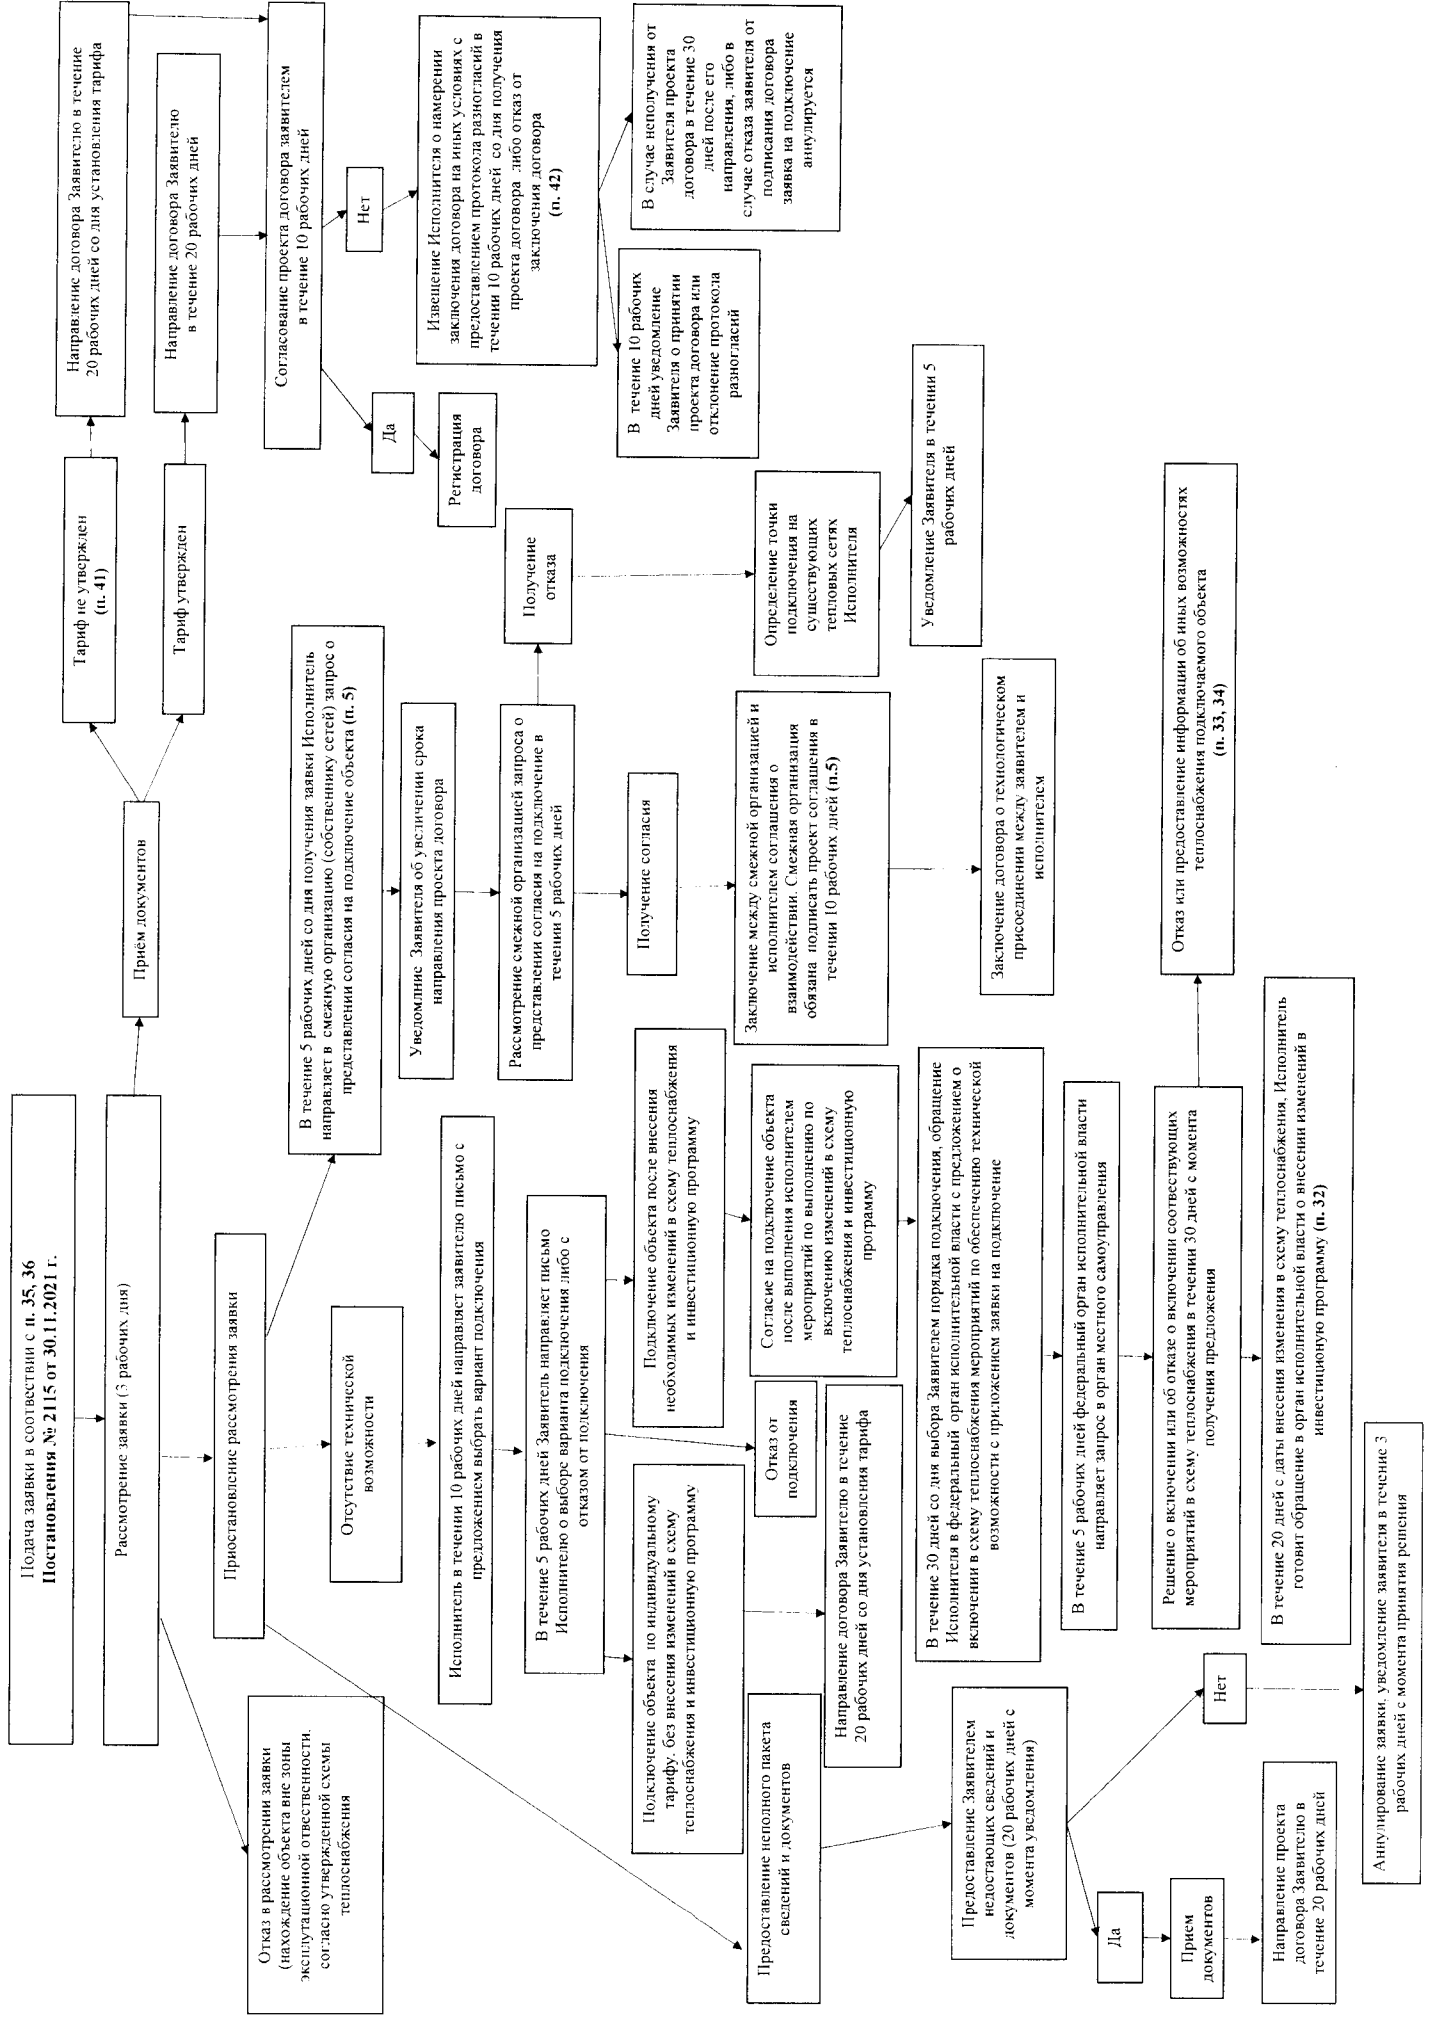 Подача заявки в соотвествии с п. 35, 36
Постановления № 2115 от 30.11.2021 г.
Рассмотрение заявки (3 рабочих дня)
Отказ в рассмотрении заявки
(нахождение объекта вне зоны
эксплутационной отвественности.
согласно утвержденной схемы
теплоснабжения
Приостановление рассмотрения заявки
Приём документов
Тариф не утвержден
(п. 41)
Тариф утвержден
Направление договора Заявителю в течение
20 рабочих дней со дня установления тарифа
Направление договора Заявителю
в течение 20 рабочих дней
Согласование проекта договора заявителем
в течение 10 рабочих дней
Да
Регистрация
договора
Нет
Извещение Исполнителя о намерении
заключения договора на иных условиях с
предоставлением протокола разногласий в
течении 10 рабочих дней со дня получения
проекта договора либо отказ от
заключения договора
(п. 42)
В течение 10 рабочих
дней уведомление
Заявителя о принятии
проекта договора или
отклонение протокола
разногласий
В случае неполучения от
Заявителя проекта
договора в течение 30
дней после его
направления, либо в
случае отказа заявителя от
подписания договора
заявка на подключение
аннулируется
В течение 5 рабочих дней со дня получения заявки Исполнитель
направляет в смежную организацию (собственнику сетей) запрос о
представлении согласия на подключение объекта (п. 5)
Уведомлние Заявителя об увеличении срока
направления проекта договора
Рассмотрение смежной организацией запроса о
представлении согласия на подключение в
течении 5 рабочих дней
Получение
отказа
Определение точки
подключения на
существующих
тепловых сетях
Исполнителя
Уведомление Заявителя в течении 5
рабочих дней
Получение согласия
Заключение между смежной организацией и
исполнителем соглашения о
взаимодействии. Смежная организация
обязана подписать проект соглашения в
течении 10 рабочих дней (п.5)
Заключение договора о технологическом
присоединении между заявителем и
исполнителем
Отсутствие технической
возможности
Исполнитель в течении 10 рабочих дней направляет заявителю письмо с
предложением выбрать вариант подключения
В течение 5 рабочих дней Заявитель направляет письмо
Исполнителю о выборе варианта подключения либо с
отказом от подключения
Подключение объекта по индивидуальному
тарифу. без внесения изменений в схему
теплоснабжения и инвестиционную программу
Направление договора Заявителю в течение
20 рабочих дней со дня установления тарифа
Отказ от
подключения
Подключение объекта после внесения
необходимых изменений в схему теплоснабжения
и инвестиционную программу
Согласие на подключение объекта
после выполнения исполнителем
мероприятий по выполнению по
включению изменений в схему
теплоснабжения и инвестиционную
программу
В течение 30 дней со дня выбора Заявителем порядка подключения, обращение
Исполнителя в федеральный орган исполнительной власти с предложением о
включении в схему теплоснабжения мероприятий по обеспечению технической
возможности с приложением заявки на подключение
В течение 5 рабочих дней федеральный орган исполнительной власти
направляет запрос в орган местного самоуправления
Решение о включении или об отказе о включении соотвествующих
мероприятий в схему теплоснабжения в течении 30 дней с момента
получения предложения
Отказ или предоставление информации об иных возможностях
теплоснабжения подключаемого объекта
(п. 33, 34)
В течение 20 дней с даты внесения изменения в схему теплоснабжения, Исполнитель
готовит обращение в орган исполнительной власти о внесении изменений в
инвестиционную программу (п. 32)
Предоставление неполного пакета
сведений и документов
Предоставление Заявителем
недостающих сведений и
документов (20 рабочих дней с
момента уведомления)
Да
Прием
документов
Направление проекта
договора Заявителю в
течение 20 рабочих дней
Нет
Аннулирование заявки, уведомление заявителя в течение 3
рабочих дней с момента принятия решения